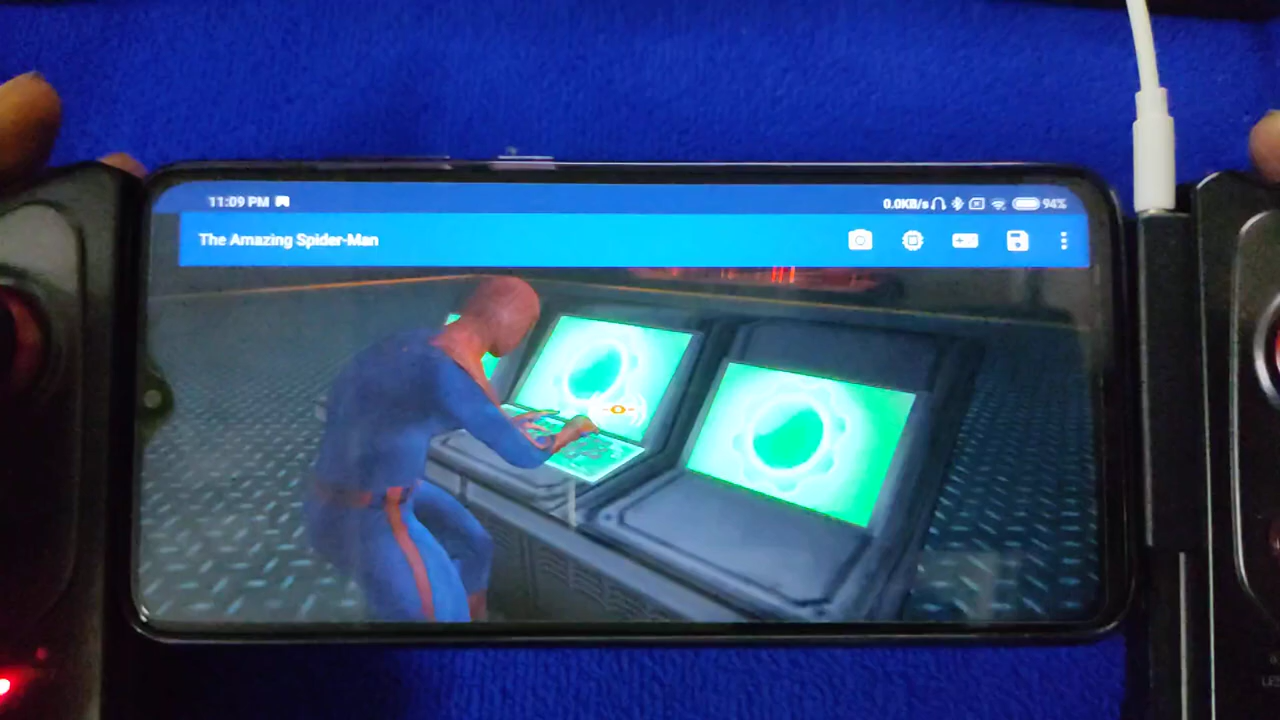 11:09 PM
0.0KB/s 94%
The Amazing Spider-Man